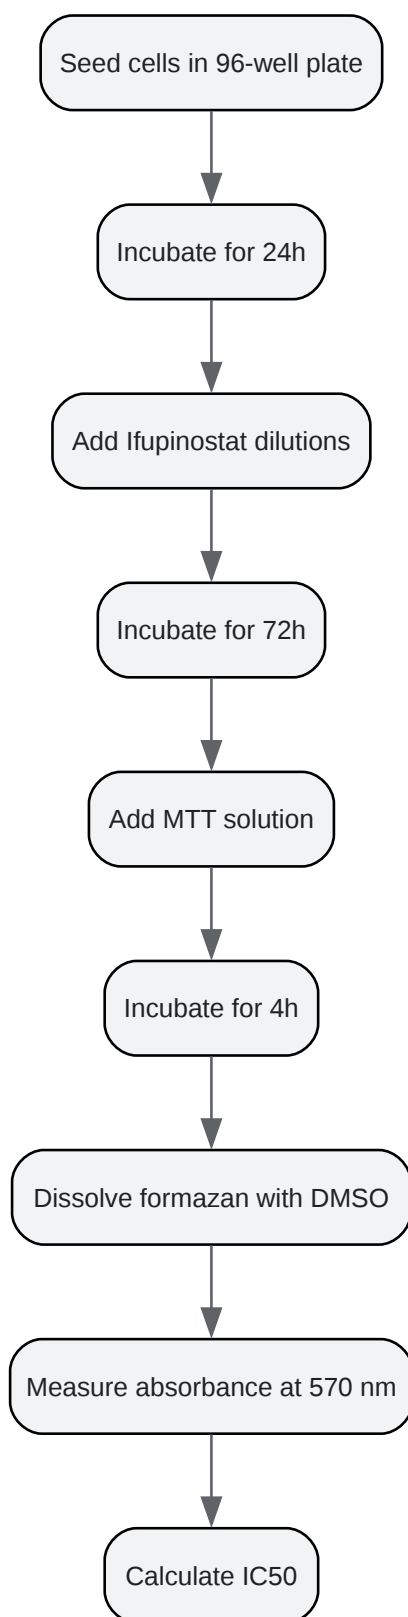 Seed cells in 96-well plate
Incubate for 24h
Add Ifupinostat dilutions
Incubate for 72h
Add MTT solution
Incubate for 4h
Dissolve formazan with DMSO
Measure absorbance at 570 nm
Calculate IC50